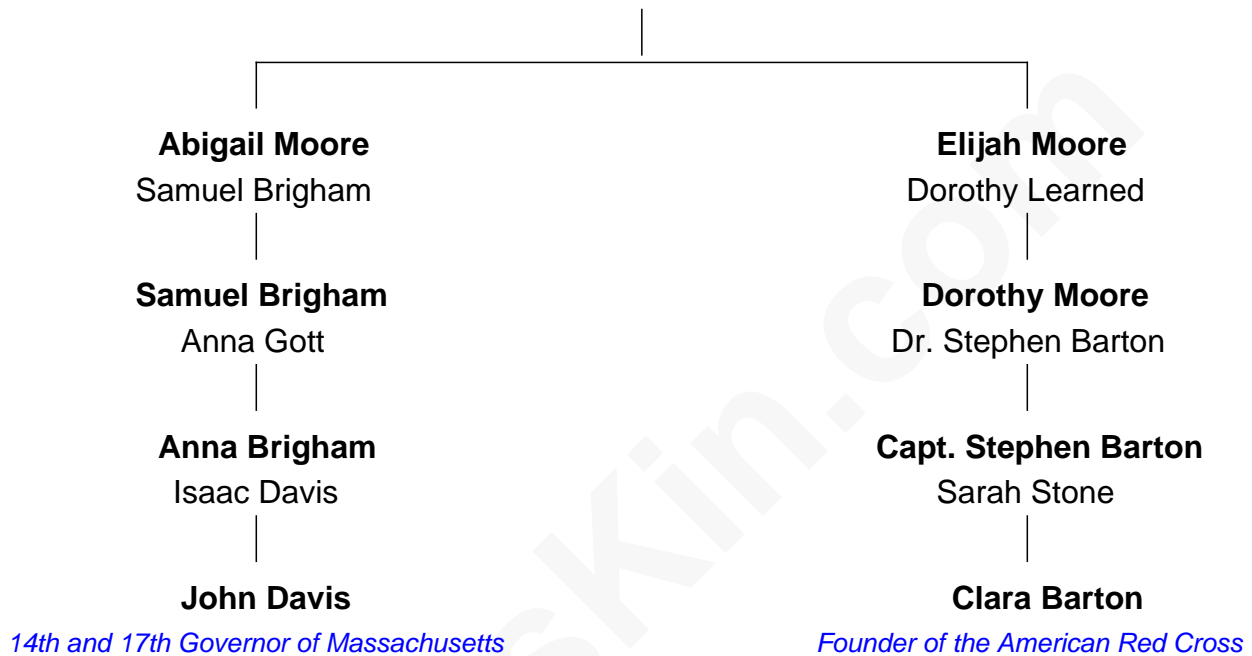 Abigail Moore
Samuel Brigham
Elijah Moore
Dorothy Learned
Samuel Brigham
Anna Gott
Dorothy Moore
Dr. Stephen Barton
Anna Brigham
Isaac Davis
Capt. Stephen Barton
Sarah Stone
John Davis
14th and 17th Governor of Massachusetts
Clara Barton
Founder of the American Red Cross
sKin.com